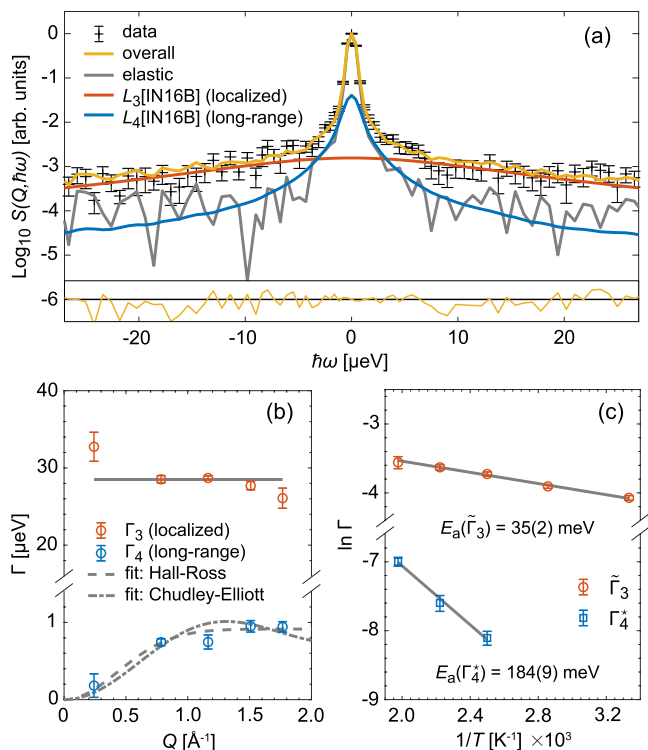 (a)
data
overall
elastic
L₃[IN16B] (localized)
L₄[IN16B] (long-range)
Log₁₀ S(Q,ℏω) [arb. units]
0
-1
-2
-3
-4
-5
-6
-20 -10 0 10 20
ℏω [μeV]
(b)
Γ [μeV]
40
30
20
1
0
Γ₃ (localized)
Γ₄ (long-range)
fit: Hall-Ross
fit: Chudley-Elliott
0 0.5 1.0 1.5 2.0
Q [Å⁻¹]
(c)
ln Γ
-3
-4
-7
-8
-9
Eₐ(Γ̃₃) = 35(2) meV
Γ̃₃
Γ₄⋆
Eₐ(Γ₄⋆) = 184(9) meV
2.0 2.4 2.8 3.2
1/T [K⁻¹] ×10³